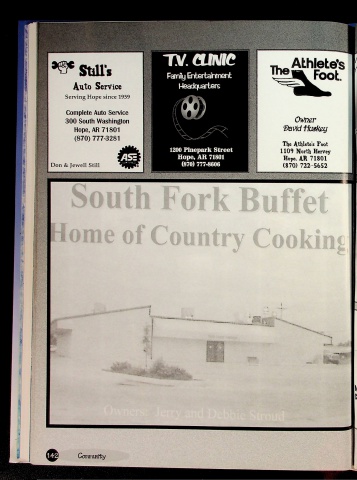 Still's
Auto Service
Serving Hope since 1939
Complete Auto Service
300 South Washington
Hope, AR 71801
(870) 777-3281
Don & Jewell Still
ASE
T.V. CLINIC
Family Entertainment
Headquarters
1200 Pinepark Street
Hope, AR 71801
(870) 777-8606
The Athlete's
Foot.
Owner
David Huskey
The Athlete's Foot
1109 North Hervey
Hope, AR 71801
(870) 722-5652
South Fork Buffet
Home of Country Cooking
Owners: Jerry and Debbie Stroud
142
Community